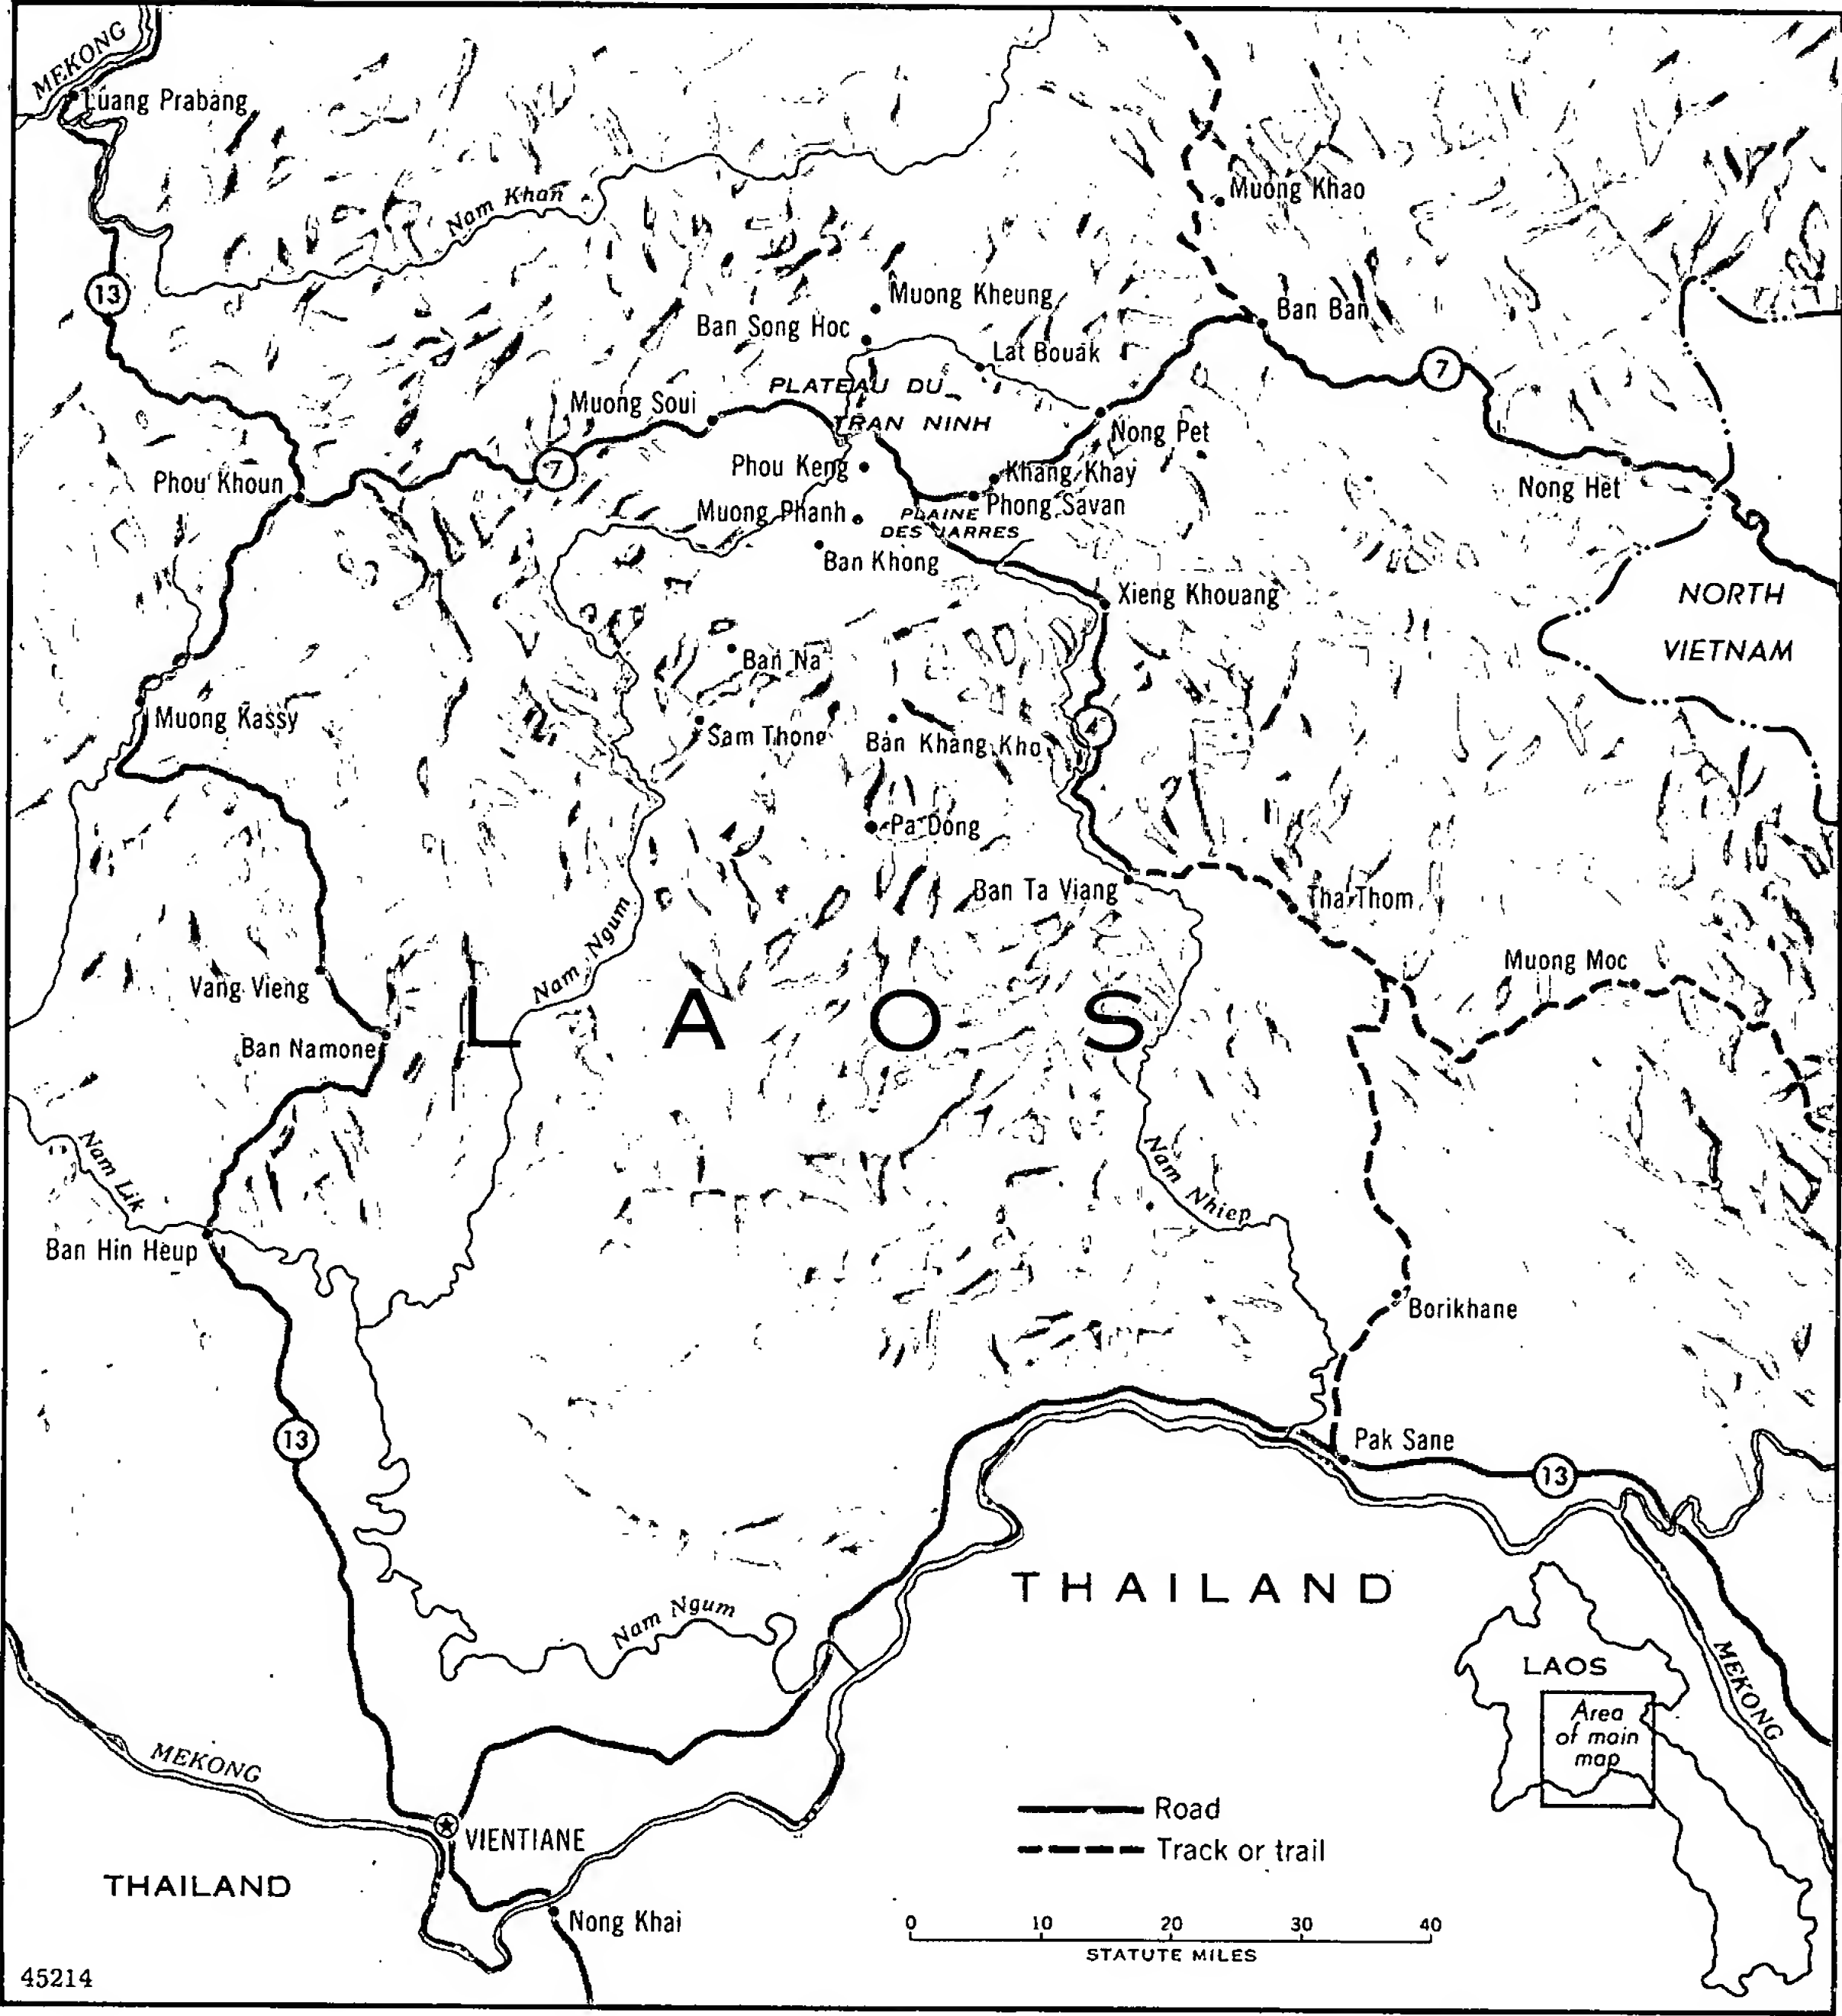 MEKONG
Luang Prabang
Nam Khan
Muong Khao
13
Muong Kheung
Ban Ban
Ban Song Hoc
Lat Bouak
7
PLATEAU DU
TRAN NINH
Muong Soui
Nong Pet
Phou Keng
7
Khang Khay
Phou Khoun
Nong Het
Phong Savan
Muong Phanh
PLAINE
DES JARRES
Ban Khong
Xieng Khouang
NORTH
VIETNAM
Ban Na
Muong Kassy
Sam Thong
Ban Khang Kho
4
Pa Dong
Ban Ta Viang
Tha Thom
Nam Ngum
Muong Moc
Vang Vieng
LAOS
Ban Namone
Nam Lik
Nam Nhiep
Ban Hin Heup
Borikhane
13
Pak Sane
13
THAILAND
Nam Ngum
MEKONG
LAOS
Area
of main
map
MEKONG
Road
VIENTIANE
Track or trail
THAILAND
Nong Khai
0 10 20 30 40
STATUTE MILES
45214